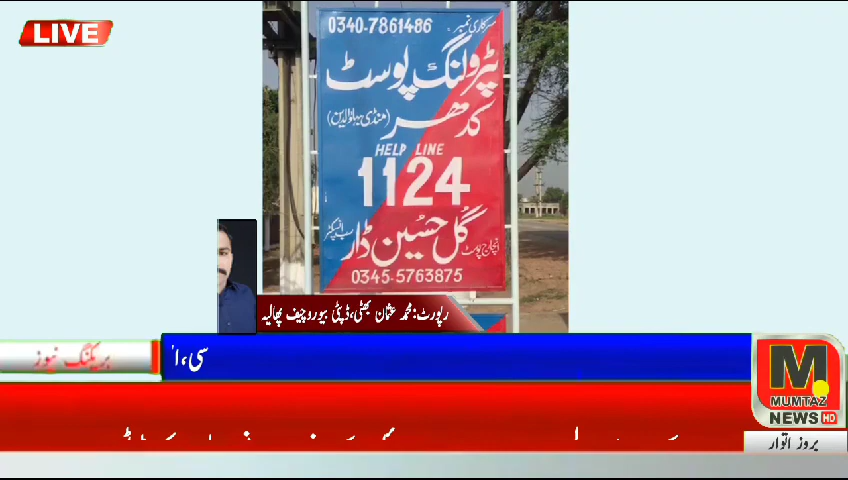 LIVE
سرکاری نمبر 0340-7861486
پٹرولنگ پوسٹ
کدھر (منڈی بہاؤالدین)
HELP LINE
1124
انچارج پوسٹ گل حسین ڈار سب انسپکٹر
0345-5763875
رپورٹ: محمد عثمان بھٹی، ڈپٹی بیورو چیف پھالیہ
بریکنگ نیوز
MUMTAZ
NEWS HD
بروز اتوار